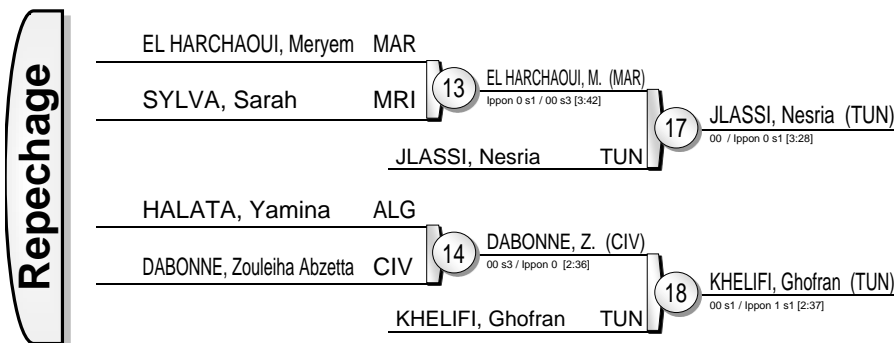 Repechage
EL HARCHAOUI, Meryem MAR
SYLVA, Sarah MRI
13
EL HARCHAOUI, M. (MAR)
Ippon 0 s1 / 00 s3 [3:42]
JLASSI, Nesria TUN
17
JLASSI, Nesria (TUN)
00 / Ippon 0 s1 [3:28]
HALATA, Yamina ALG
DABONNE, Zouleiha Abzetta CIV
14
DABONNE, Z. (CIV)
00 s3 / Ippon 0 [2:36]
KHELIFI, Ghofran TUN
18
KHELIFI, Ghofran (TUN)
00 s1 / Ippon 1 s1 [2:37]